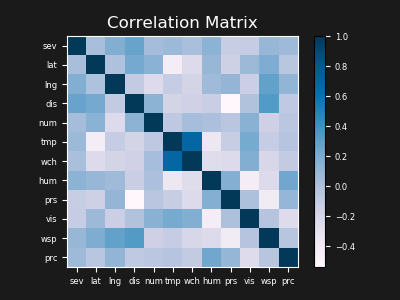 Correlation Matrix
sev
lat
lng
dis
num
tmp
wch
hum
prs
vis
wsp
prc
sev lat lng dis num tmp wch hum prs vis wsp prc
1.0
0.8
0.6
0.4
0.2
0.0
−0.2
−0.4